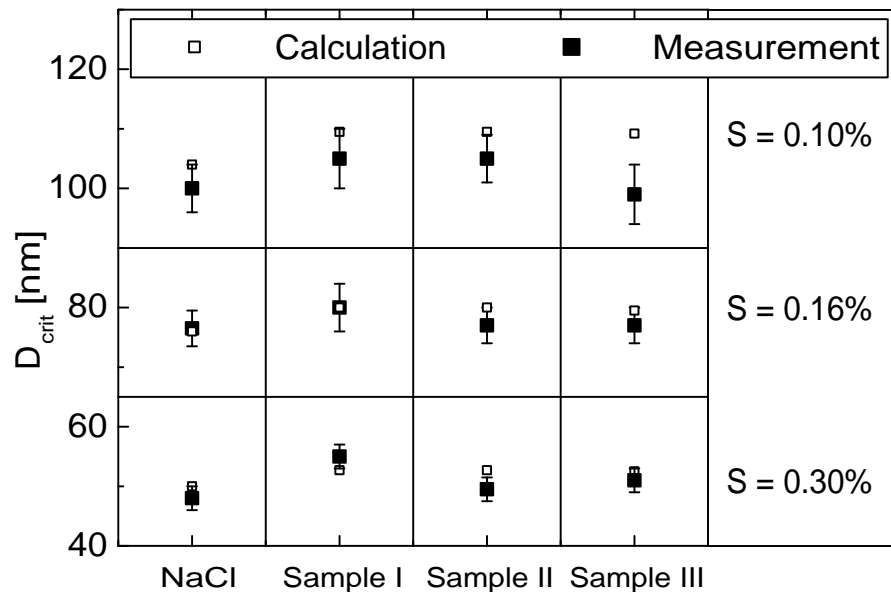 Calculation Measurement
120
S = 0.10%
100
D_crit [nm]
80
S = 0.16%
60
S = 0.30%
40
NaCl Sample I Sample II Sample III